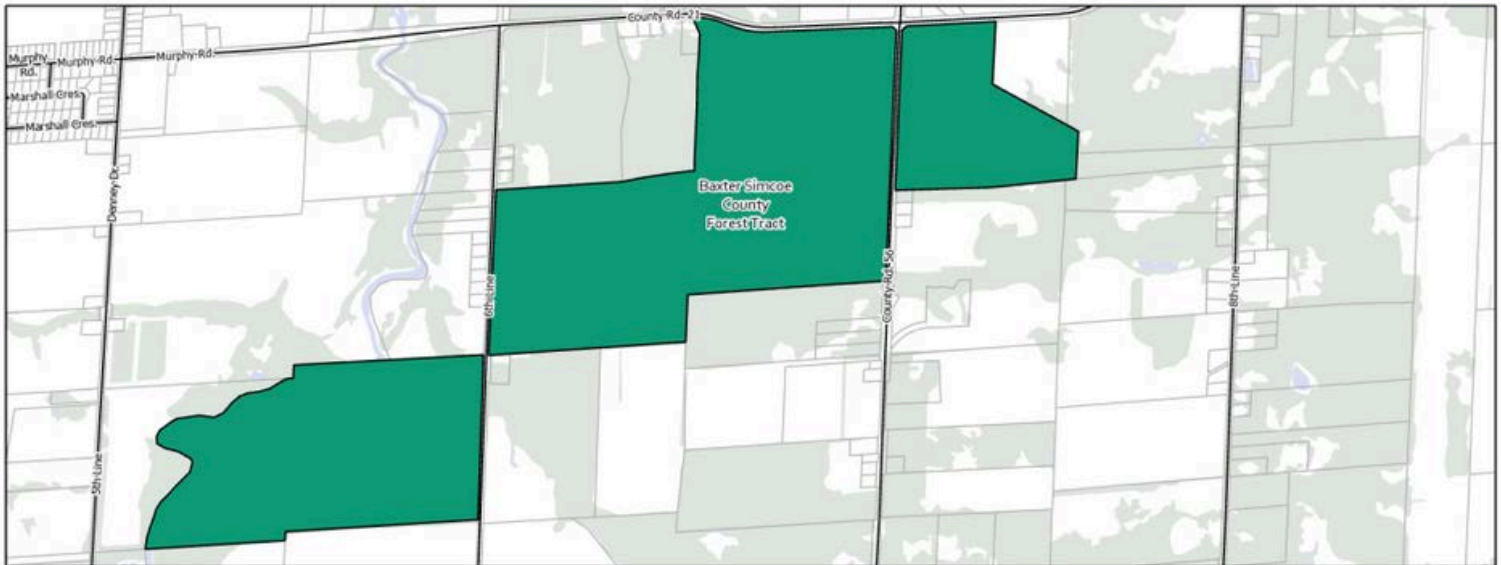 County Rd. 21
Murphy
Rd.
Murphy Rd.
Murphy Rd.
Marshall Cres.
Marshall Cres.
Denney Dr.
Baxter Simcoe
County
Forest Tract
6th Line
County Rd. 56
8th Line
5th Line